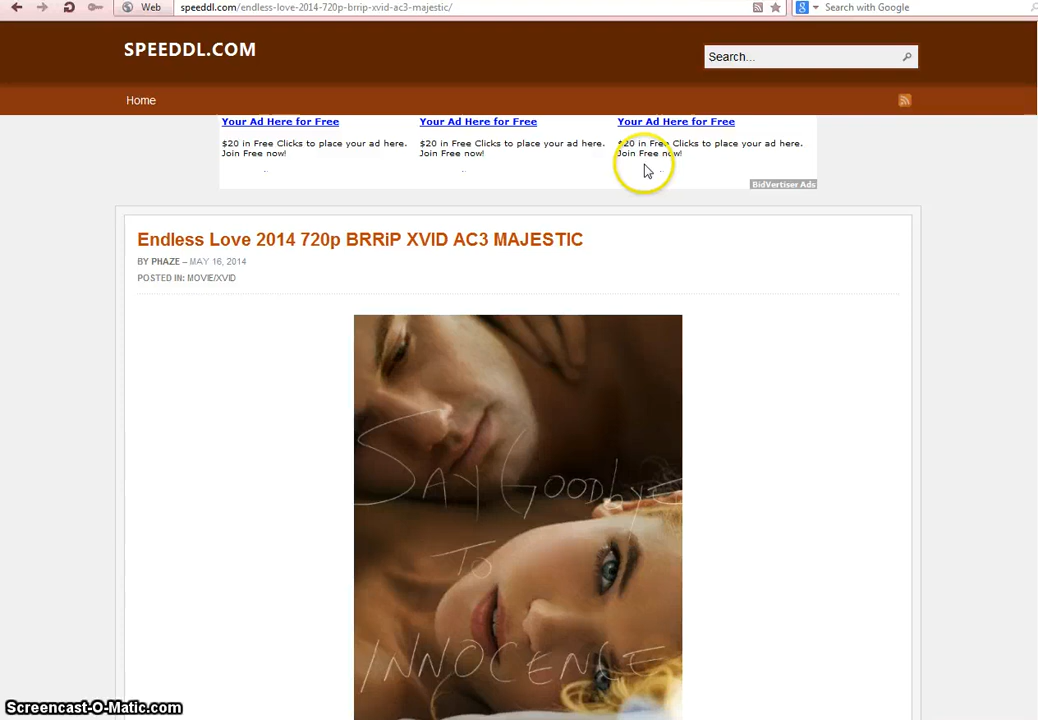 Web
speeddl.com/endless-love-2014-720p-brrip-xvid-ac3-majestic/
Search with Google
SPEEDDL.COM
Search...
Home
Your Ad Here for Free
Your Ad Here for Free
Your Ad Here for Free
$20 in Free Clicks to place your ad here.
Join Free now!
$20 in Free Clicks to place your ad here.
Join Free now!
$20 in Free Clicks to place your ad here.
Join Free now!
BidVertiser Ads
Endless Love 2014 720p BRRiP XVID AC3 MAJESTIC
BY PHAZE – MAY 16, 2014
POSTED IN: MOVIE/XVID
SAY GOODbyE
TO
INNOCENCE
Screencast-O-Matic.com